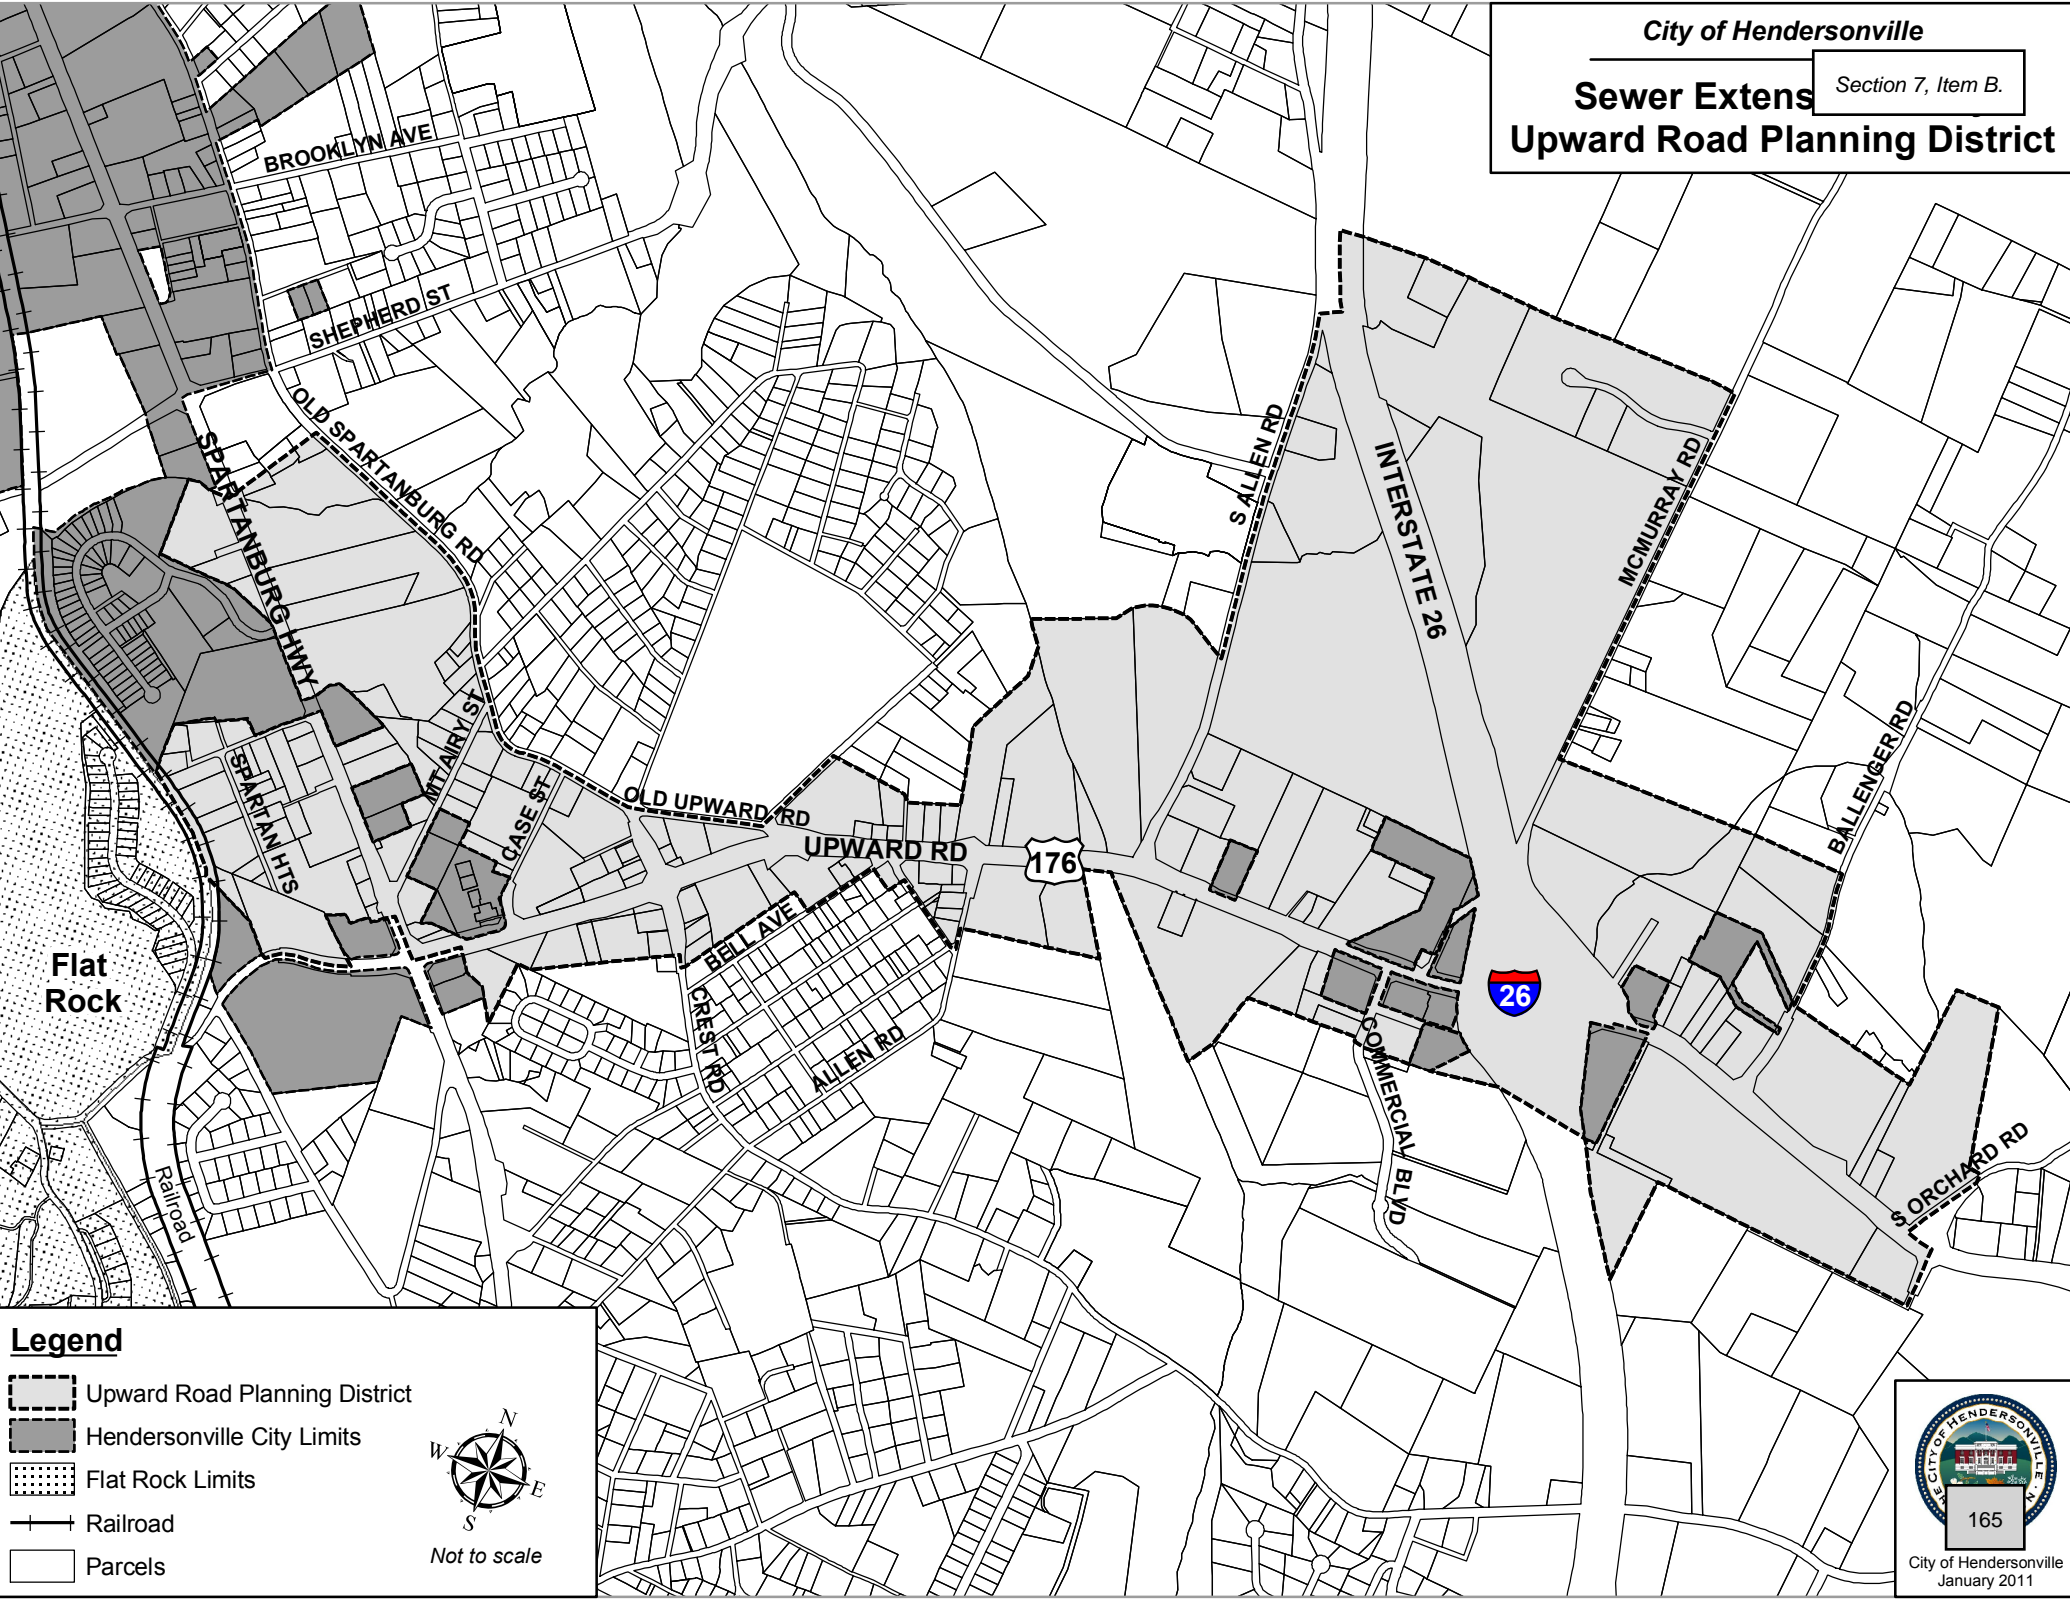 City of Hendersonville
Sewer Extens
Section 7, Item B.
Upward Road Planning District
BROOKLYN AVE
SHEPHERD ST
OLD SPARTANBURG RD
SPARTANBURG HWY
S ALLEN RD
INTERSTATE 26
MCMURRAY RD
BALLENGER RD
MT AIRY ST
SPARTAN HTS
CASE ST
OLD UPWARD RD
UPWARD RD
176
BELL AVE
Flat
Rock
CREST RD
ALLEN RD
26
COMMERCIAL BLVD
S ORCHARD RD
Railroad
Legend
Upward Road Planning District
Hendersonville City Limits
Flat Rock Limits
Railroad
Parcels
N
W
E
S
Not to scale
CITY OF HENDERSONVILLE
165
City of Hendersonville
January 2011